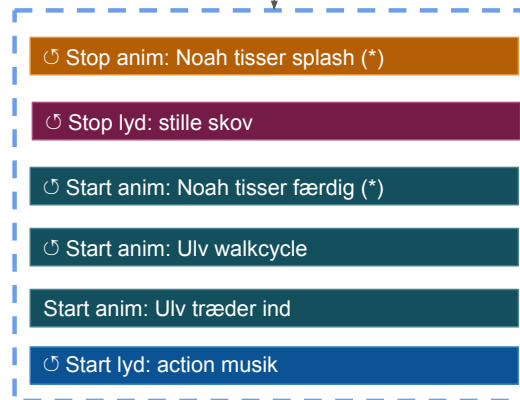 ↺ Stop anim: Noah tisser splash (*)
↺ Stop lyd: stille skov
↺ Start anim: Noah tisser færdig (*)
↺ Start anim: Ulv walkcycle
Start anim: Ulv træder ind
↺ Start lyd: action musik